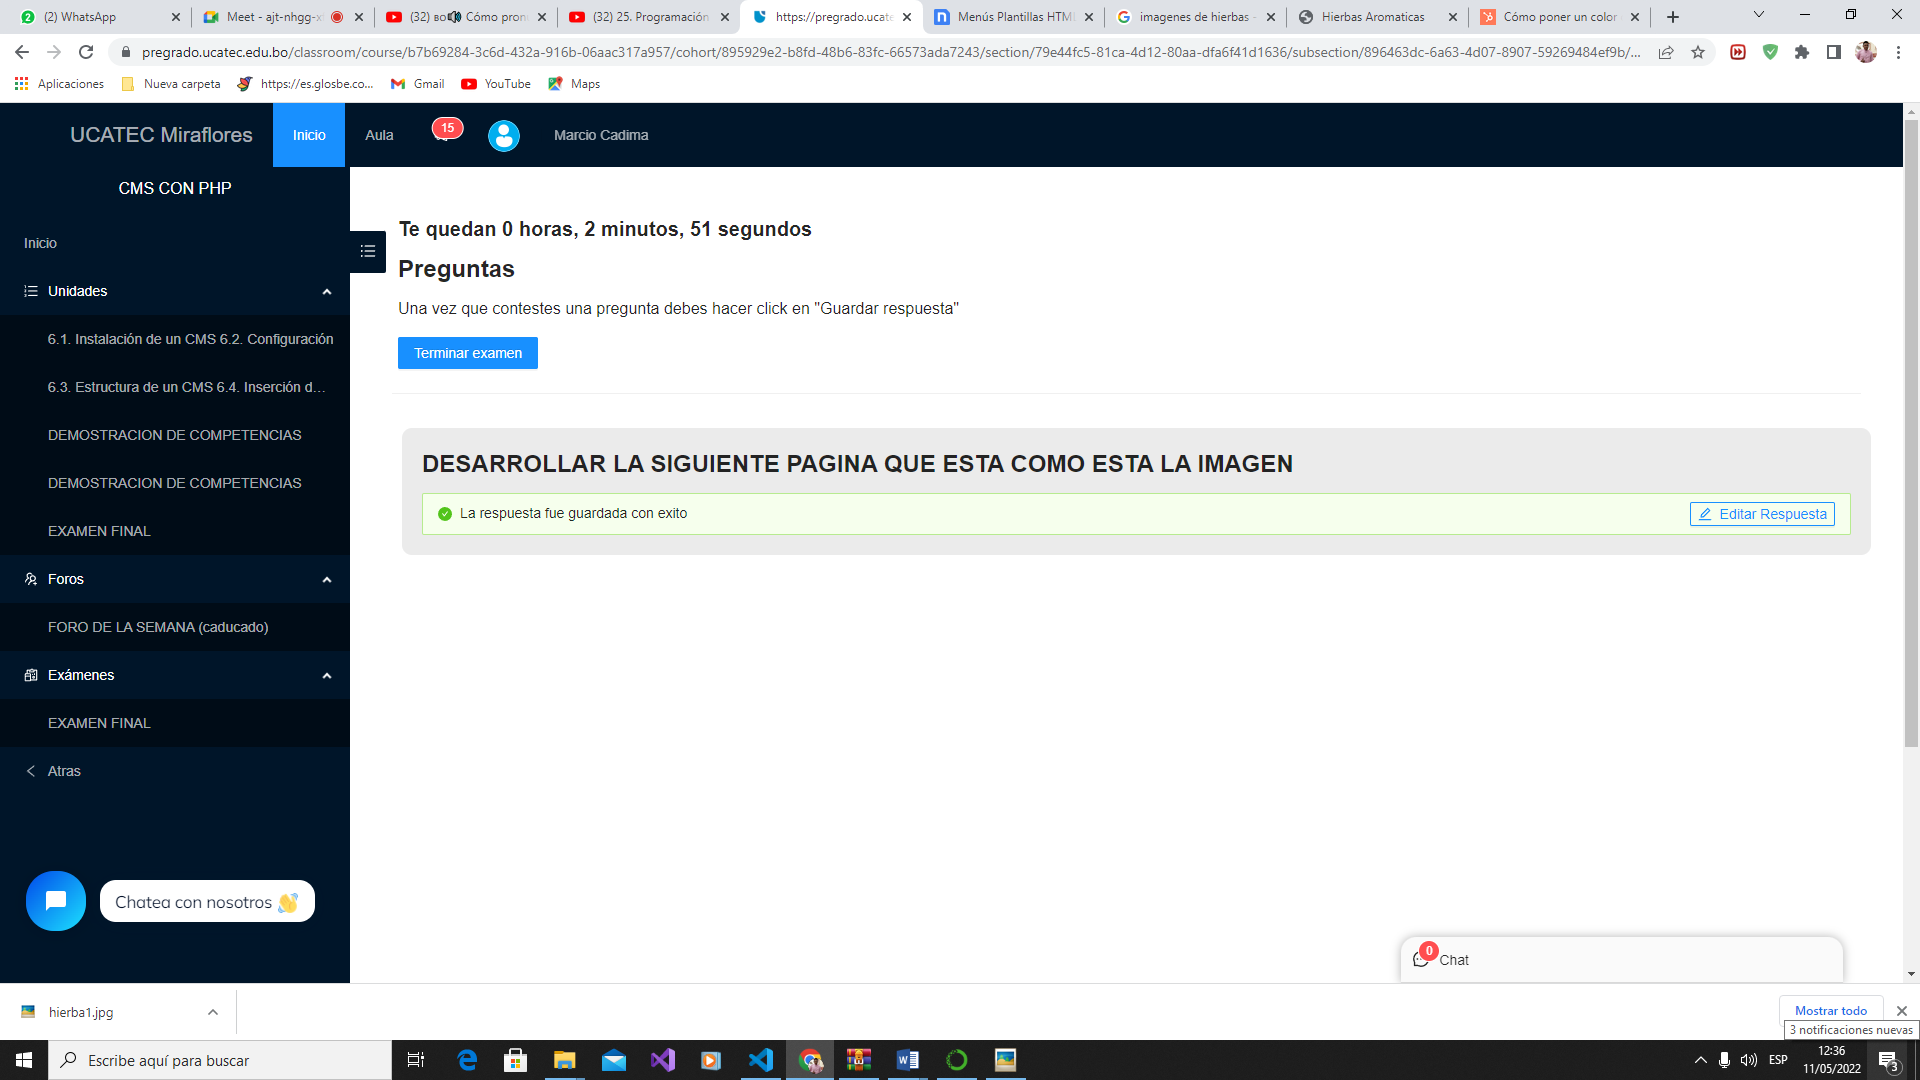 (2) WhatsApp
Meet - ajt-nhgg-x
(32) во Cómo pron
(32) 25. Programación
https://pregrado.ucate
Menús Plantillas HTML
imagenes de hierbas -
Hierbas Aromaticas
Cómo poner un color
pregrado.ucatec.edu.bo/classroom/course/b7b69284-3c6d-432a-916b-06aac317a957/cohort/895929e2-b8fd-48b6-83fc-66573ada7243/section/79e44fc5-81ca-4d12-80aa-dfa6f41d1636/subsection/896463dc-6a63-4d07-8907-59269484ef9b/...
Aplicaciones
Nueva carpeta
https://es.glosbe.co...
Gmail
YouTube
Maps
UCATEC Miraflores
Inicio
Aula
15
Marcio Cadima
CMS CON PHP
Inicio
Unidades
6.1. Instalación de un CMS 6.2. Configuración
6.3. Estructura de un CMS 6.4. Inserción d...
DEMOSTRACION DE COMPETENCIAS
DEMOSTRACION DE COMPETENCIAS
EXAMEN FINAL
Foros
FORO DE LA SEMANA (caducado)
Exámenes
EXAMEN FINAL
Atras
Chatea con nosotros 👋
Te quedan 0 horas, 2 minutos, 51 segundos
Preguntas
Una vez que contestes una pregunta debes hacer click en "Guardar respuesta"
Terminar examen
DESARROLLAR LA SIGUIENTE PAGINA QUE ESTA COMO ESTA LA IMAGEN
La respuesta fue guardada con exito
Editar Respuesta
0
Chat
hierba1.jpg
Mostrar todo
3 notificaciones nuevas
Escribe aquí para buscar
ESP
12:36
11/05/2022
3